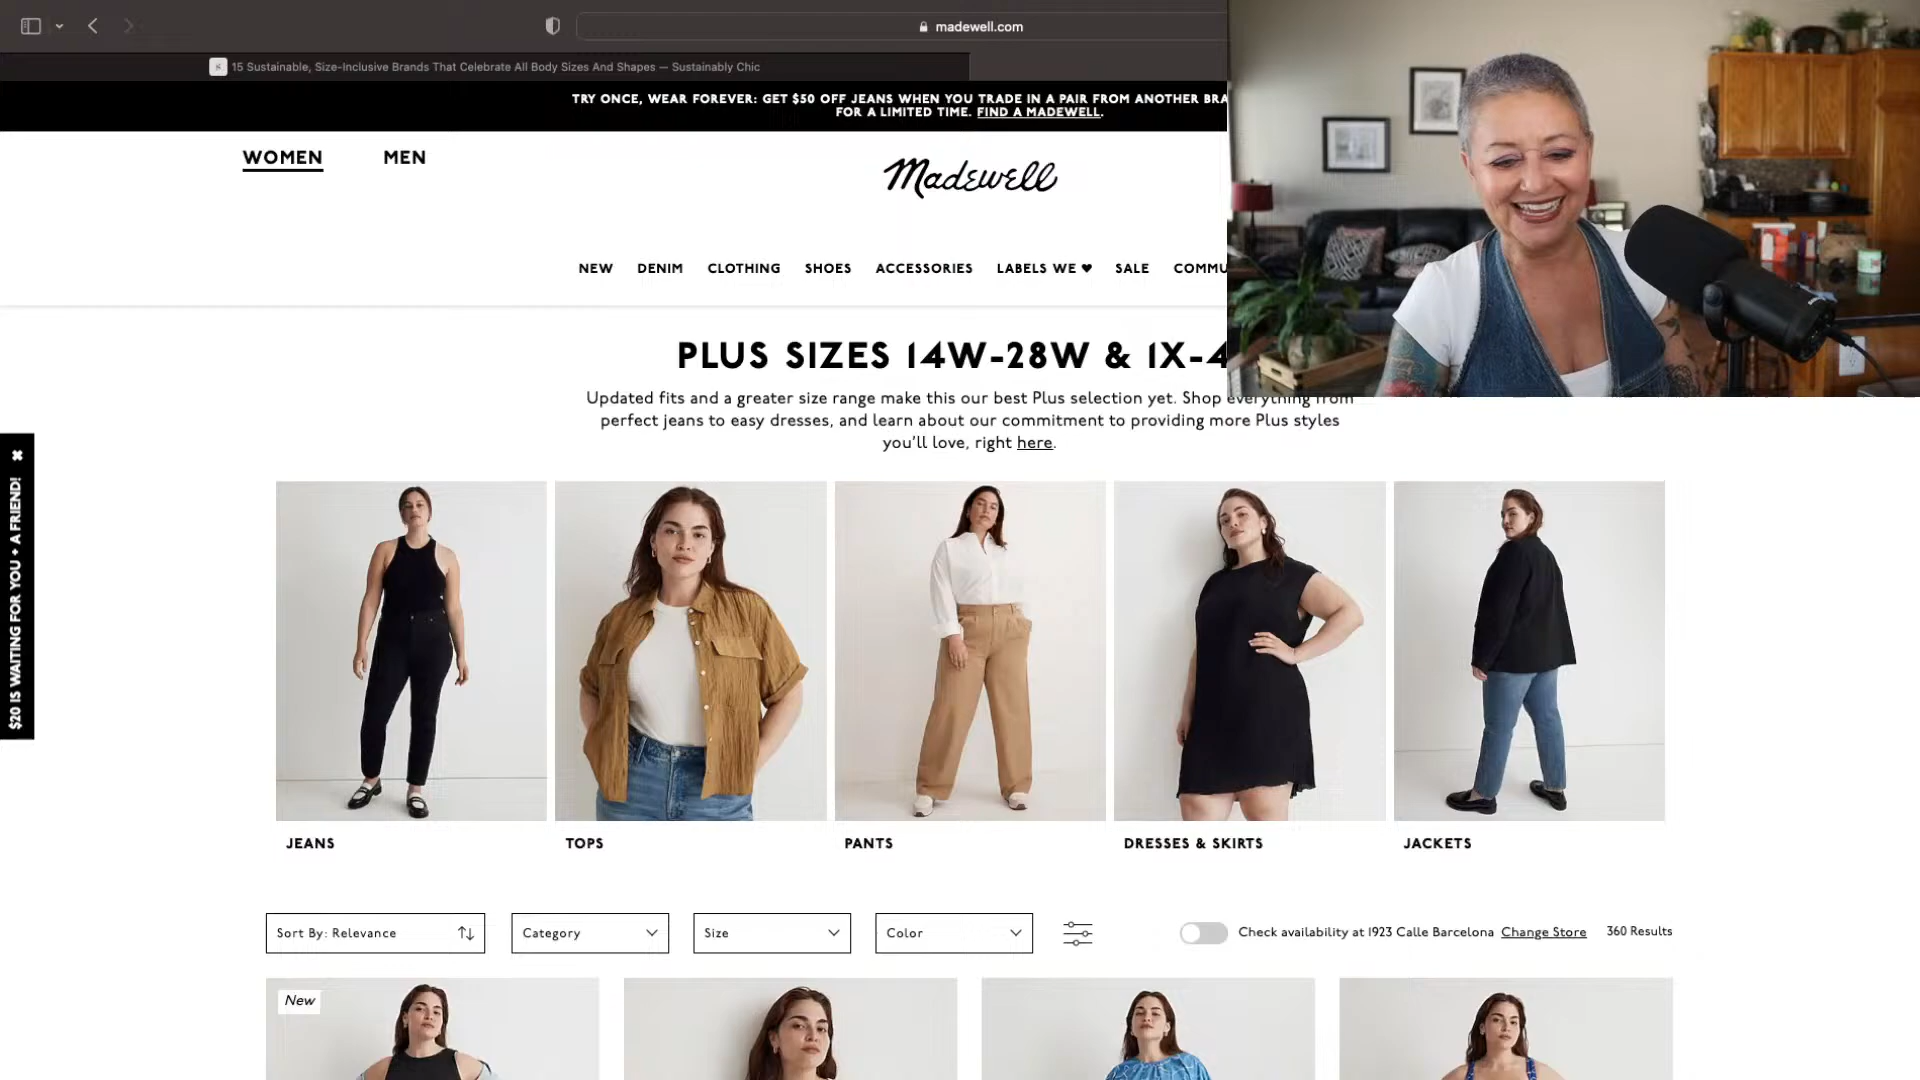 madewell.com
15 Sustainable, Size-Inclusive Brands That Celebrate All Body Sizes And Shapes — Sustainably Chic
TRY ONCE, WEAR FOREVER: GET $50 OFF JEANS WHEN YOU TRADE IN A PAIR FROM ANOTHER BRA
FOR A LIMITED TIME. FIND A MADEWELL.
WOMEN
MEN
Madewell
NEW
DENIM
CLOTHING
SHOES
ACCESSORIES
LABELS WE ♥
SALE
COMMU
PLUS SIZES 14W-28W & 1X-4
Updated fits and a greater size range make this our best Plus selection yet. Shop everything from
perfect jeans to easy dresses, and learn about our commitment to providing more Plus styles
you'll love, right here.
$20 IS WAITING FOR YOU + A FRIEND!
JEANS
TOPS
PANTS
DRESSES & SKIRTS
JACKETS
Sort By: Relevance
Category
Size
Color
Check availability at 1923 Calle Barcelona Change Store
360 Results
New